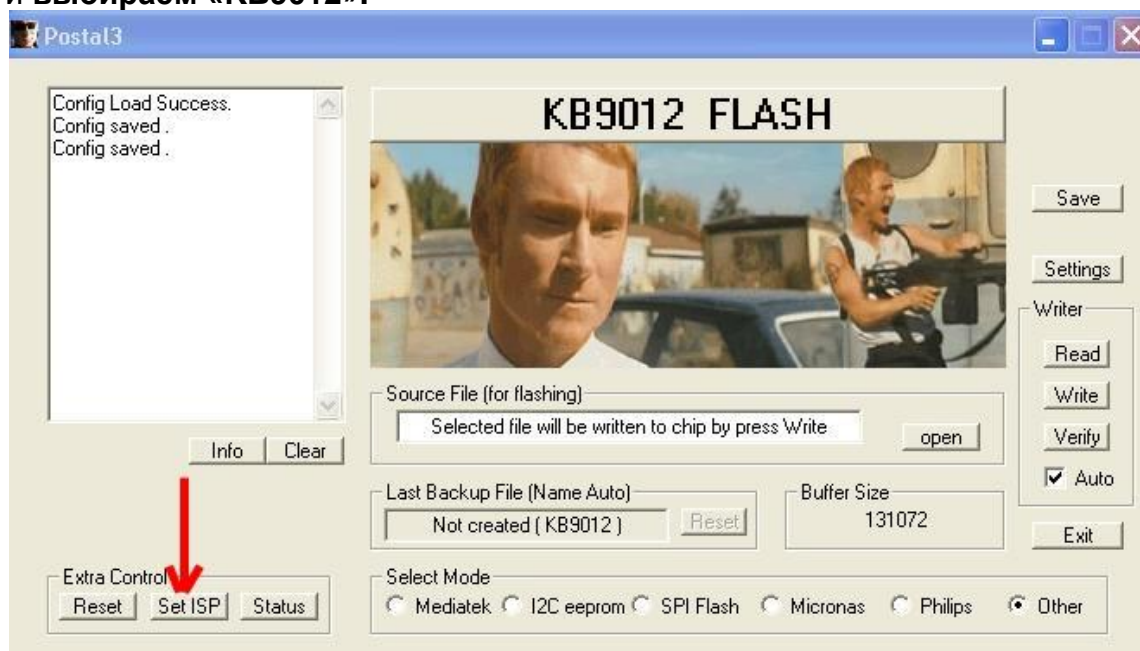 и выбираем «KB9012».
Postal3
Config Load Success.
Config saved .
Config saved .
KB9012 FLASH
Save
Settings
Writer
Read
Write
Verify
Auto
Exit
Source File (for flashing)
Selected file will be written to chip by press Write
open
Info Clear
Last Backup File (Name Auto)
Not created ( KB9012 ) Reset
Buffer Size
131072
Extra Control
Reset Set ISP Status
Select Mode
Mediatek I2C eeprom SPI Flash Micronas Philips Other